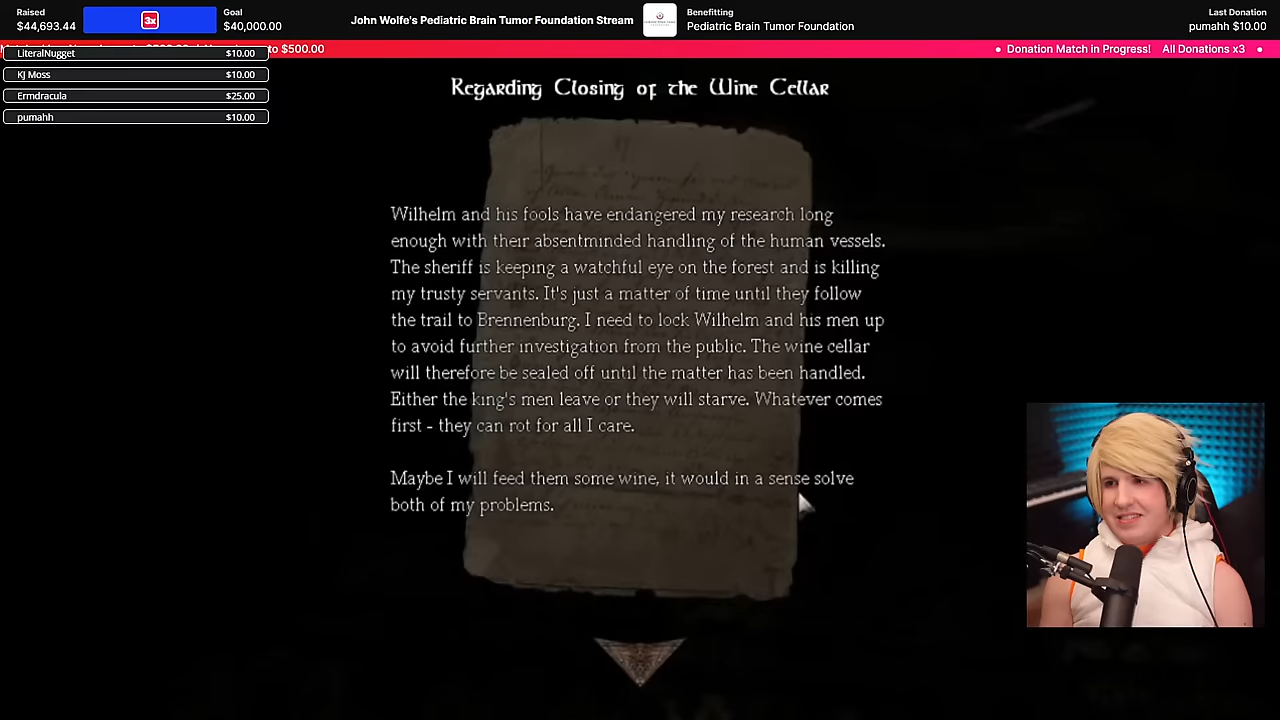 Raised
$44,693.44
3x
Goal
$40,000.00
John Wolfe's Pediatric Brain Tumor Foundation Stream
Benefitting
Pediatric Brain Tumor Foundation
Last Donation
pumahh $10.00
to $500.00
• Donation Match in Progress! All Donations x3 •
LiteralNugget $10.00
KJ Moss $10.00
Ermdracula $25.00
pumahh $10.00
Regarding Closing of the Wine Cellar
Wilhelm and his fools have endangered my research long
enough with their absentminded handling of the human vessels.
The sheriff is keeping a watchful eye on the forest and is killing
my trusty servants. It's just a matter of time until they follow
the trail to Brennenburg. I need to lock Wilhelm and his men up
to avoid further investigation from the public. The wine cellar
will therefore be sealed off until the matter has been handled.
Either the king's men leave or they will starve. Whatever comes
first - they can rot for all I care.
Maybe I will feed them some wine, it would in a sense solve
both of my problems.